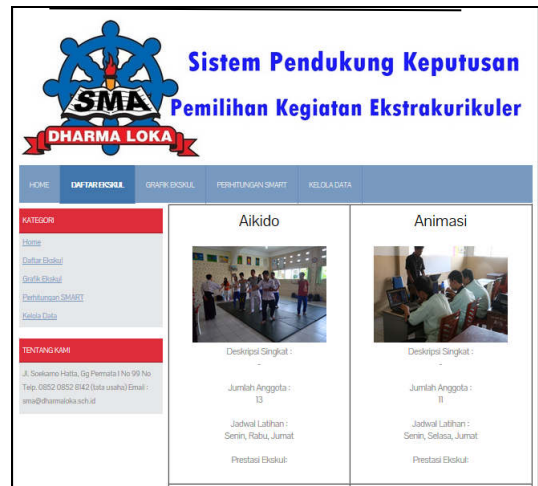 SMA
DHARMA LOKA
Sistem Pendukung Keputusan
Pemilihan Kegiatan Ekstrakurikuler
HOME DAFTAR EKSKUL GRAFIK EKSKUL PERHITUNGAN SMART KELOLA DATA
KATEGORI
Home
Daftar Ekskul
Grafik Ekskul
Perhitungan SMART
Kelola Data
TENTANG KAMI
Jl. Soekarno Hatta, Gg Permata I No 99 No
Telp. 0852 0852 8142 (tata usaha) Email :
sma@dharmaloka.sch.id
Aikido
Deskripsi Singkat :
-
Jumlah Anggota :
13
Jadwal Latihan :
Senin, Rabu, Jumat
Prestasi Ekskul:
Animasi
Deskripsi Singkat :
-
Jumlah Anggota :
11
Jadwal Latihan :
Senin, Selasa, Jumat
Prestasi Ekskul: